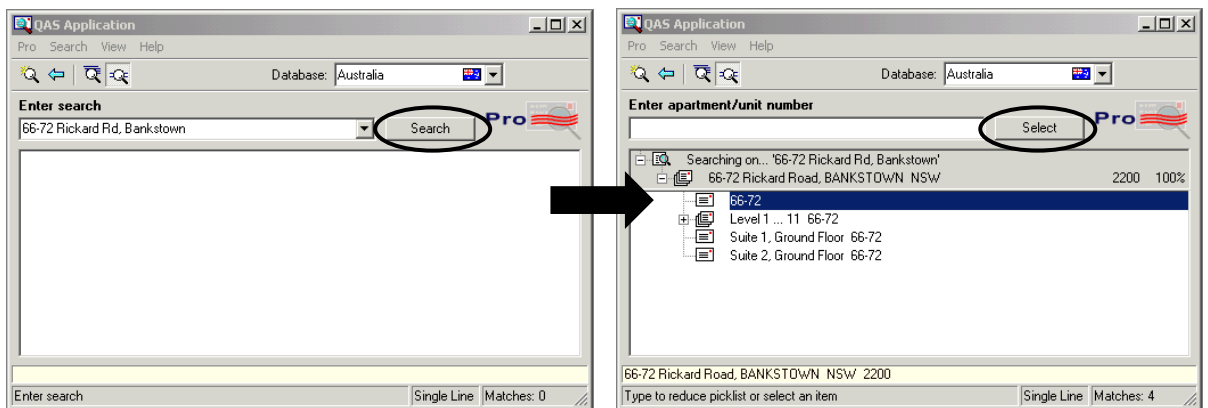 QAS Application
Pro Search View Help
Database: Australia
Enter search
66-72 Rickard Rd, Bankstown
Search
Pro
Enter search
Single Line
Matches: 0
QAS Application
Pro Search View Help
Database: Australia
Enter apartment/unit number
Select
Pro
Searching on... '66-72 Rickard Rd, Bankstown'
66-72 Rickard Road, BANKSTOWN NSW 2200 100%
66-72
Level 1 ... 11 66-72
Suite 1, Ground Floor 66-72
Suite 2, Ground Floor 66-72
66-72 Rickard Road, BANKSTOWN NSW 2200
Type to reduce picklist or select an item
Single Line
Matches: 4